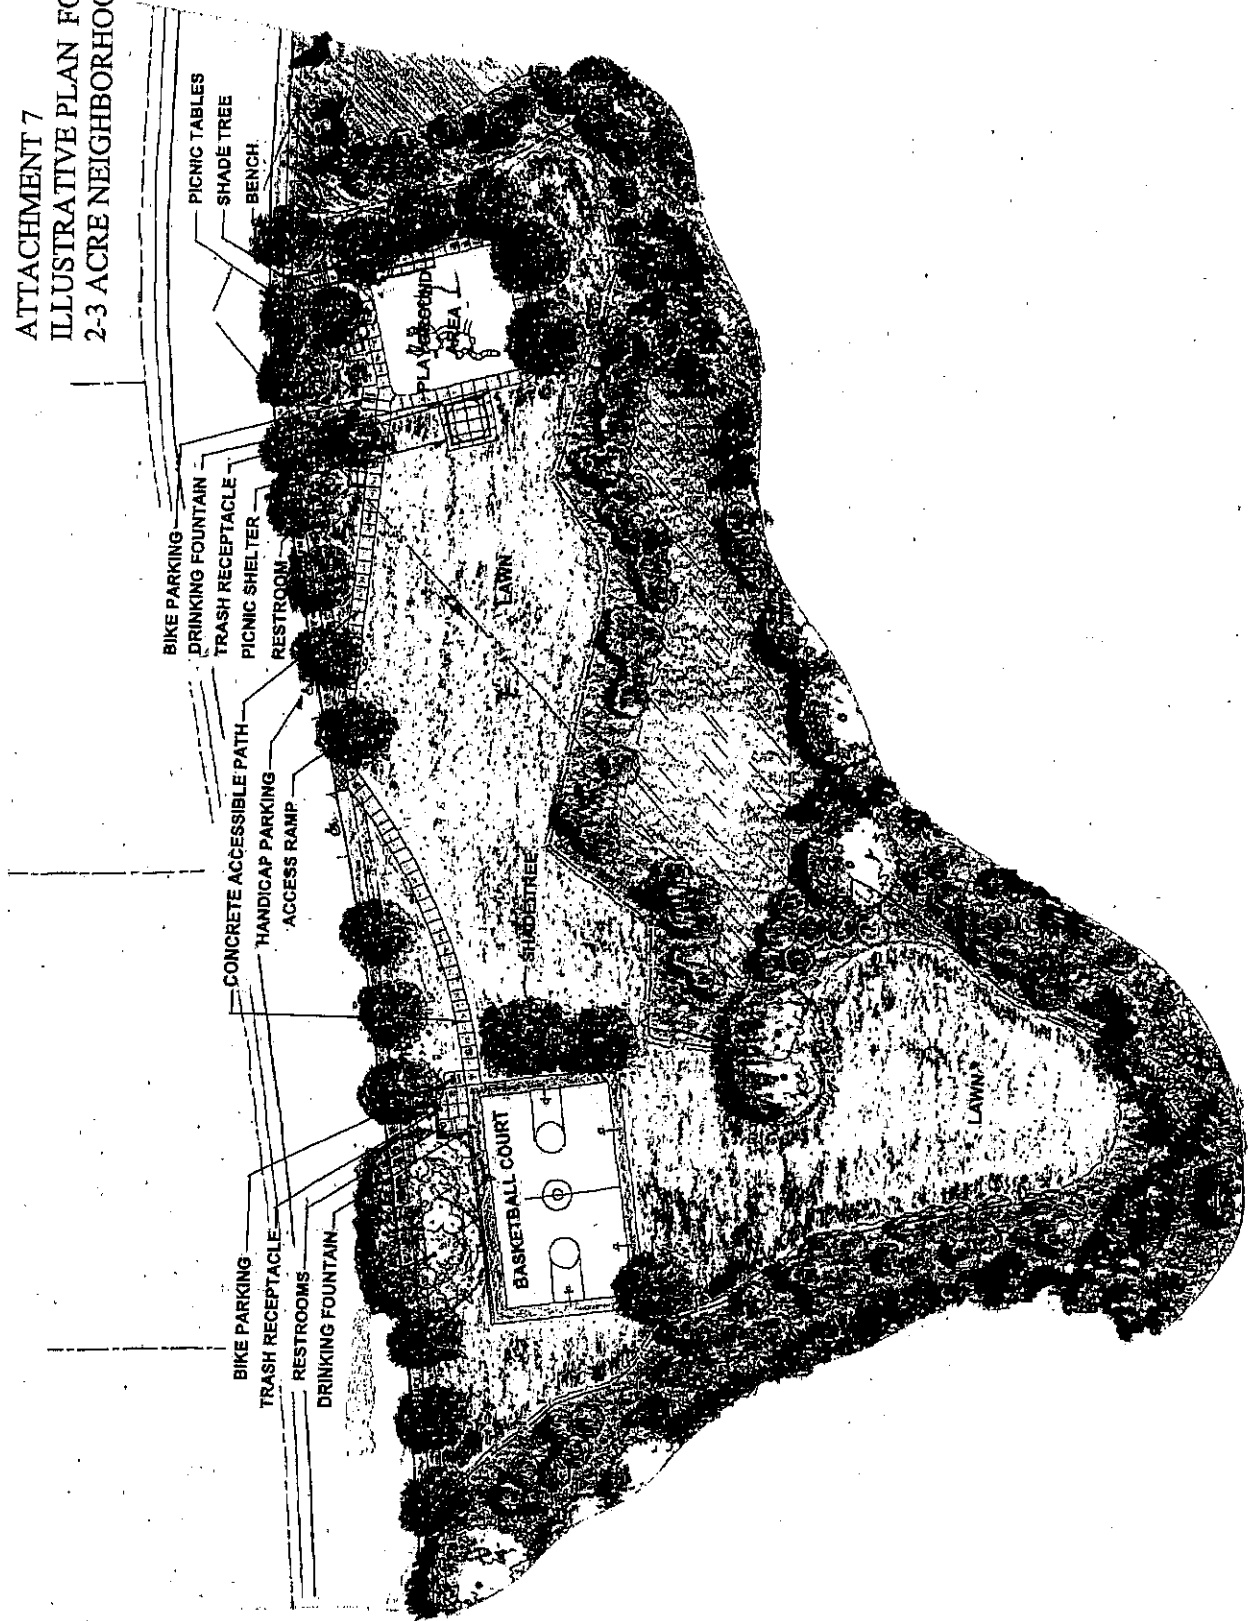 ATTACHMENT 7
ILLUSTRATIVE PLAN
2-3 ACRE
BIKE PARKING
TRASH RECEPTACLE
RESTROOMS
DRINKING FOUNTAIN
CONCRETE ACCESSIBLE PATH
HANDICAP PARKING
ACCESS RAMP
BIKE PARKING
DRINKING FOUNTAIN
TRASH RECEPTACLE
PICNIC SHELTER
RESTROOM
PICNIC TABLES
SHADE TREE
BENCH
BASKETBALL COURT
SHADE TREE
LAWN
PLAYGROUND
AREA
LAWN